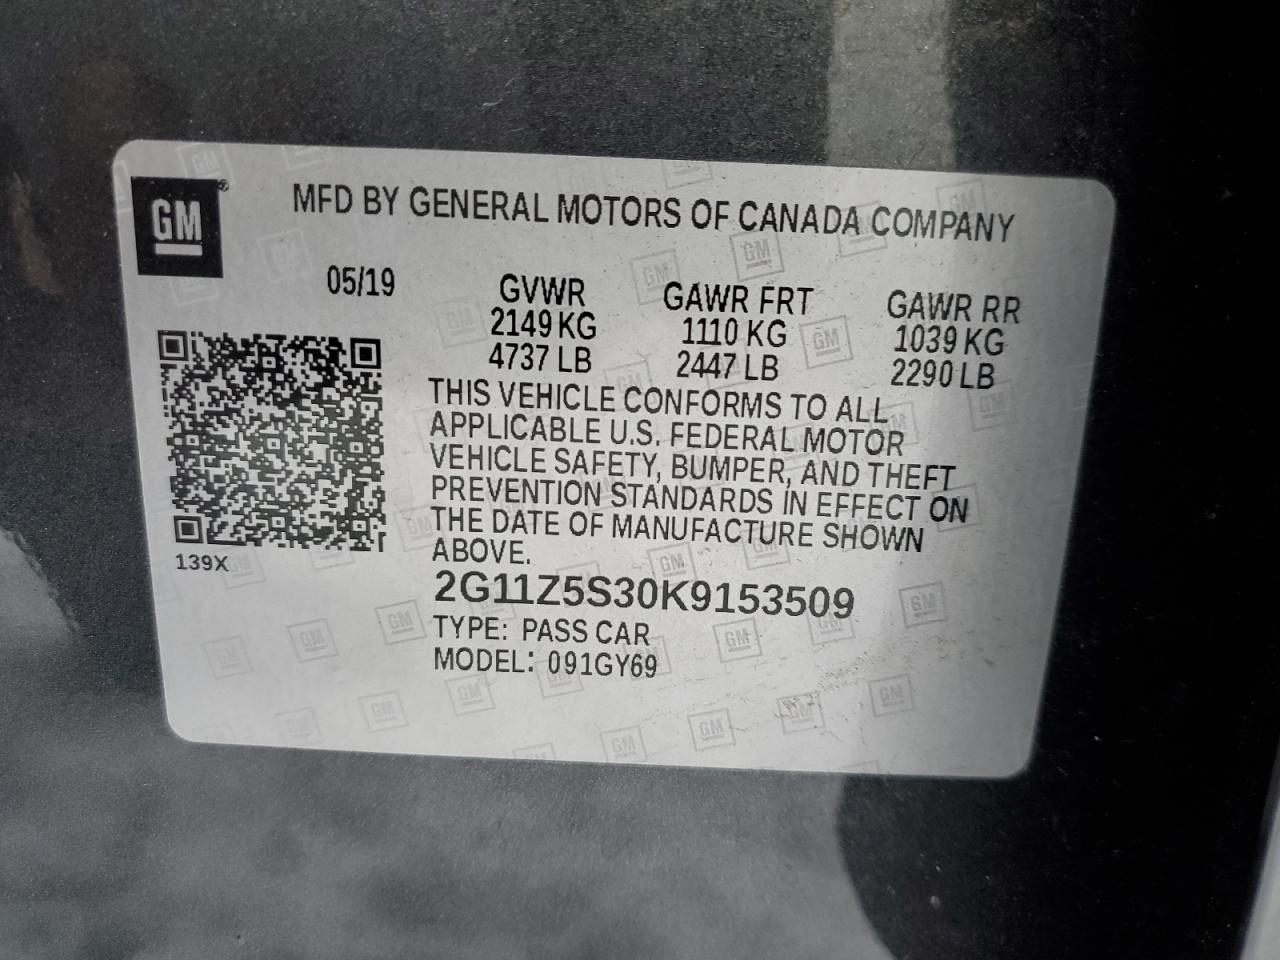 GM®
MFD BY GENERAL MOTORS OF CANADA COMPANY
05/19
GVWR
2149 KG
4737 LB
GAWR FRT
1110 KG
2447 LB
GAWR RR
1039 KG
2290 LB
THIS VEHICLE CONFORMS TO ALL
APPLICABLE U.S. FEDERAL MOTOR
VEHICLE SAFETY, BUMPER, AND THEFT
PREVENTION STANDARDS IN EFFECT ON
THE DATE OF MANUFACTURE SHOWN
ABOVE.
139X
2G11Z5S30K9153509
TYPE: PASS CAR
MODEL: 091GY69